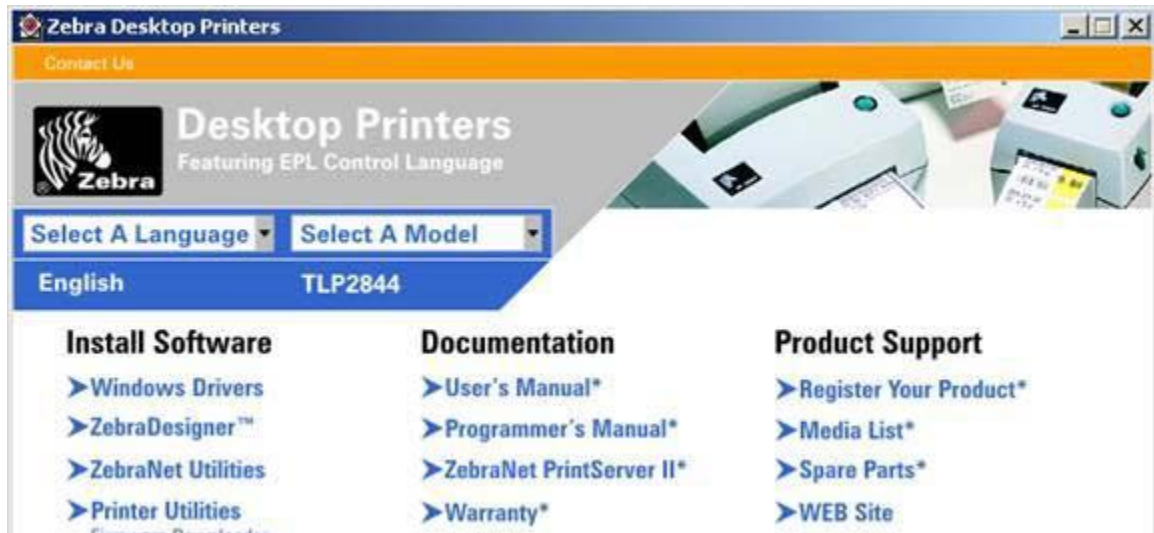 Zebra Desktop Printers
Contact Us
Desktop Printers
Featuring EPL Control Language
Zebra
Select A Language
Select A Model
English
TLP2844
Install Software
Windows Drivers
ZebraDesigner™
ZebraNet Utilities
Printer Utilities
Documentation
User's Manual*
Programmer's Manual*
ZebraNet PrintServer II*
Warranty*
Product Support
Register Your Product*
Media List*
Spare Parts*
WEB Site